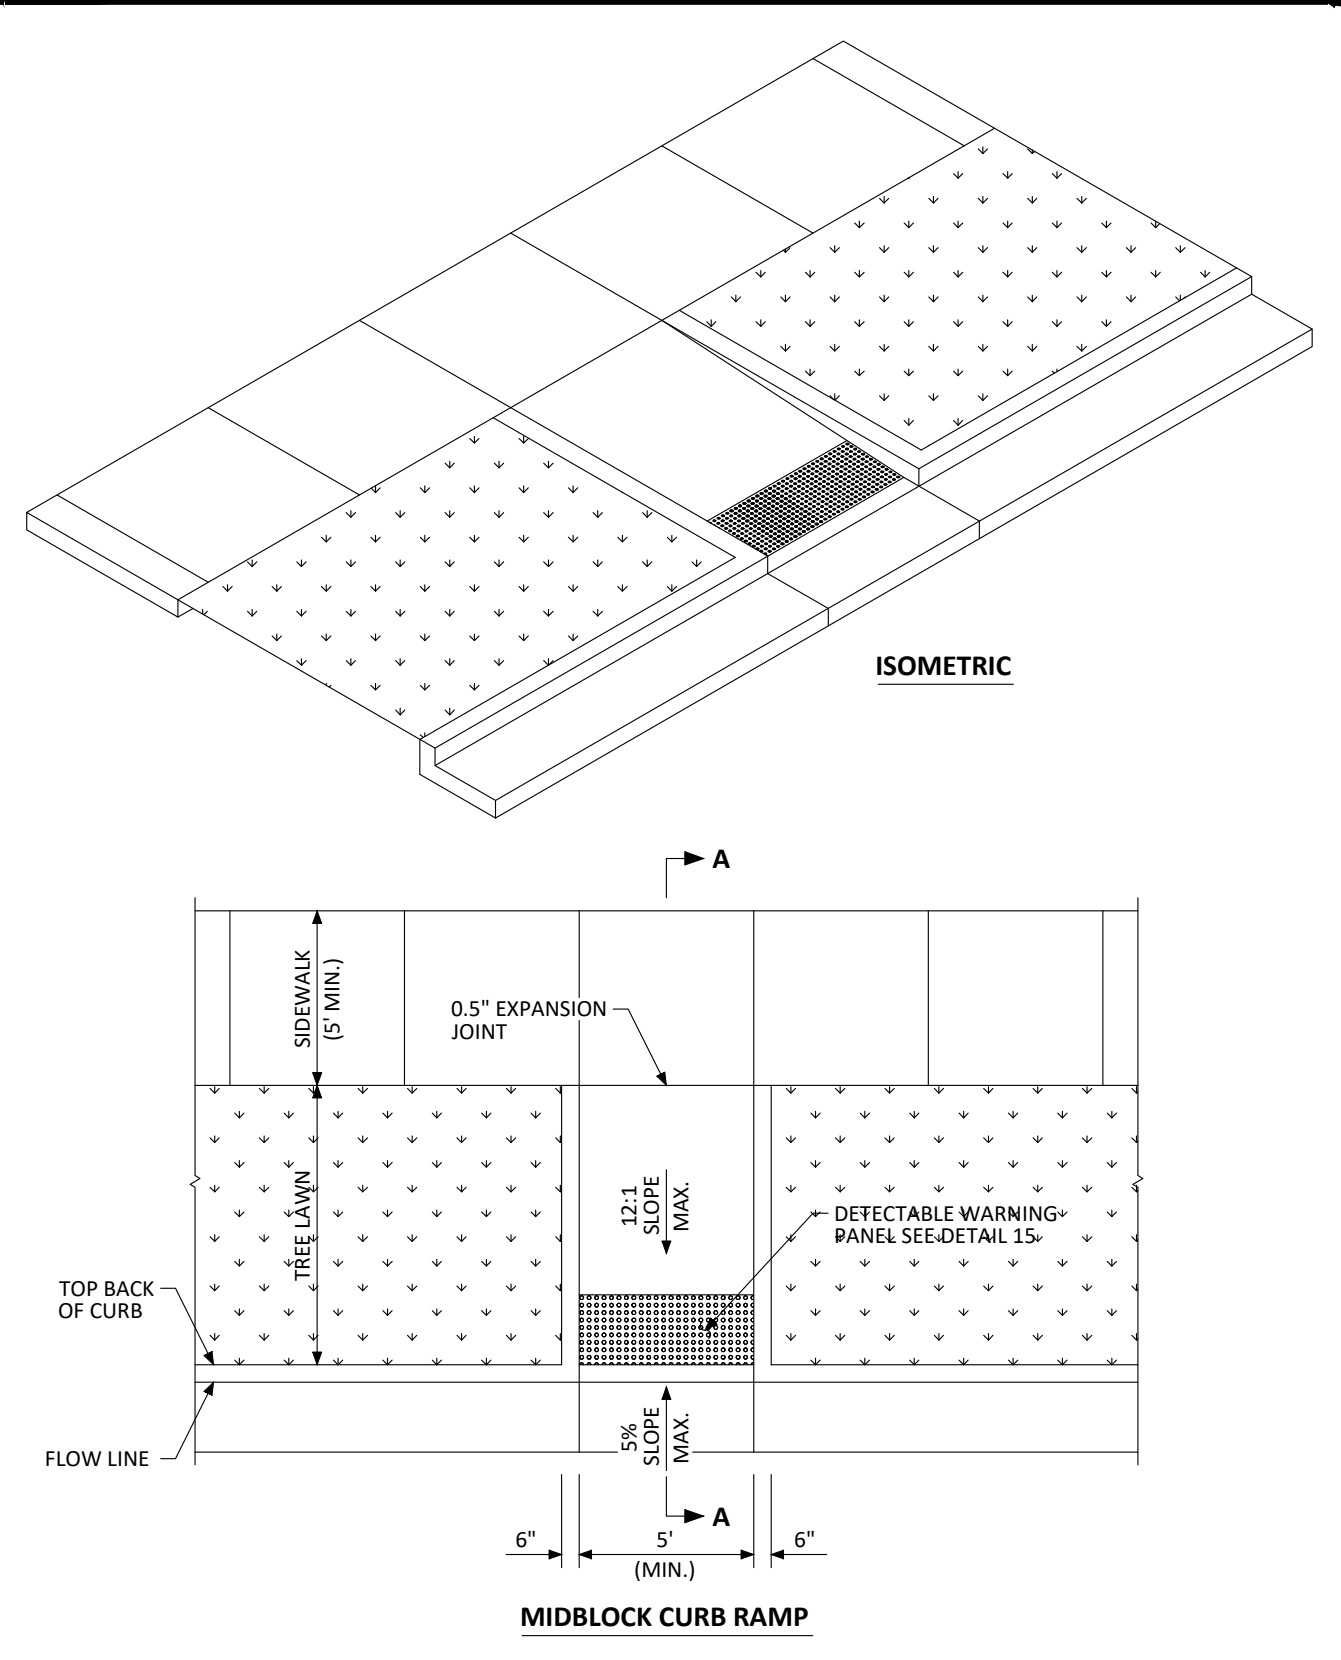 ISOMETRIC
A
SIDEWALK
(5' MIN.)
0.5" EXPANSION
JOINT
TREE LAWN
12:1
SLOPE
MAX.
DETECTABLE WARNING
PANEL SEE DETAIL 15
TOP BACK
OF CURB
FLOW LINE
5%
SLOPE
MAX.
A
6"
5'
(MIN.)
6"
MIDBLOCK CURB RAMP